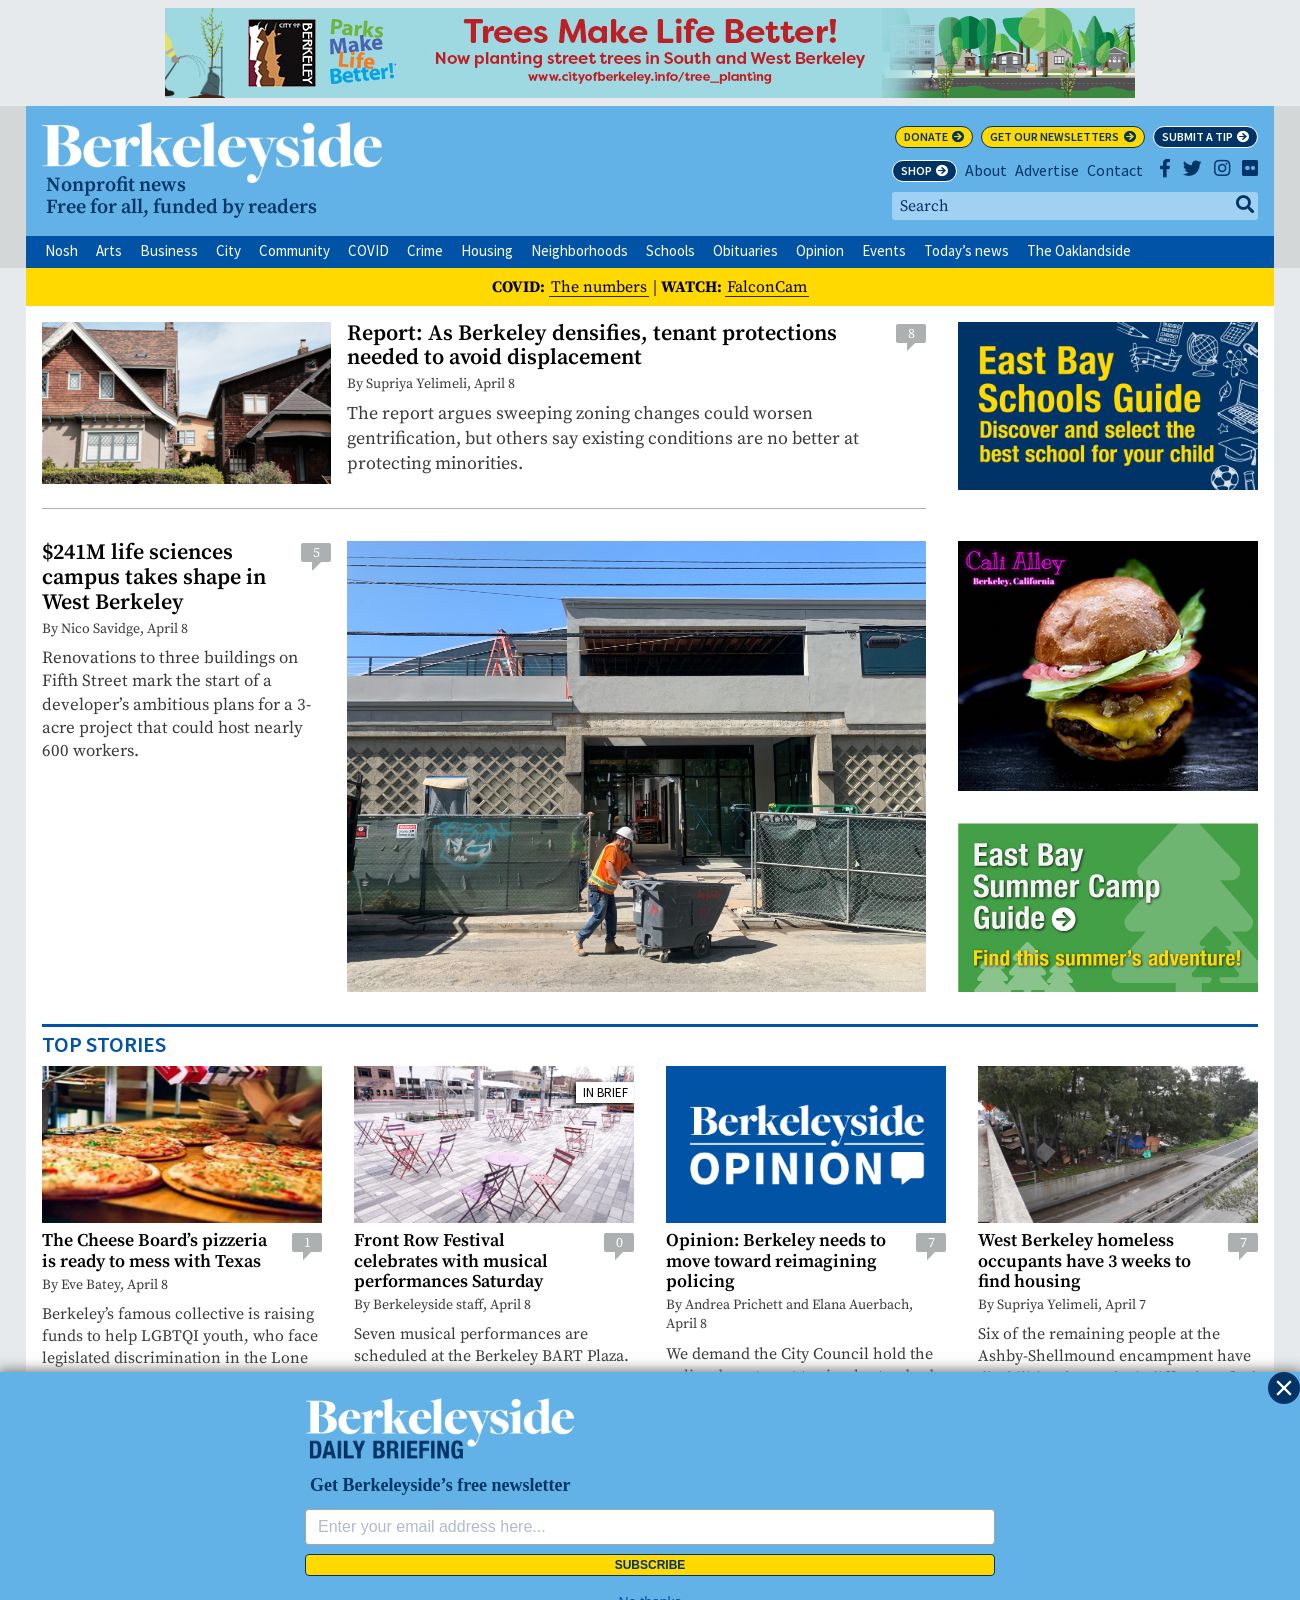 CITY OF
BERKELEY
Parks
Make
Life
Better!
Trees Make Life Better!
Now planting street trees in South and West Berkeley
www.cityofberkeley.info/tree_planting
Berkeleyside
Nonprofit news
Free for all, funded by readers
DONATE GET OUR NEWSLETTERS SUBMIT A TIP
SHOP About Advertise Contact
Search
Nosh Arts Business City Community COVID Crime Housing Neighborhoods Schools Obituaries Opinion Events Today’s news The Oaklandside
COVID: The numbers | WATCH: FalconCam
Report: As Berkeley densifies, tenant protections
needed to avoid displacement
8
By Supriya Yelimeli, April 8
The report argues sweeping zoning changes could worsen
gentrification, but others say existing conditions are no better at
protecting minorities.
East Bay
Schools Guide
Discover and select the
best school for your child
$241M life sciences
campus takes shape in
West Berkeley
5
By Nico Savidge, April 8
Renovations to three buildings on
Fifth Street mark the start of a
developer’s ambitious plans for a 3-
acre project that could host nearly
600 workers.
Cali Alley
Berkeley, California
East Bay
Summer Camp
Guide
Find this summer’s adventure!
TOP STORIES
The Cheese Board’s pizzeria
is ready to mess with Texas
1
By Eve Batey, April 8
Berkeley’s famous collective is raising
funds to help LGBTQI youth, who face
legislated discrimination in the Lone
IN BRIEF
Front Row Festival
celebrates with musical
performances Saturday
0
By Berkeleyside staff, April 8
Seven musical performances are
scheduled at the Berkeley BART Plaza.
Berkeleyside
OPINION
Opinion: Berkeley needs to
move toward reimagining
policing
7
By Andrea Prichett and Elana Auerbach,
April 8
We demand the City Council hold the
West Berkeley homeless
occupants have 3 weeks to
find housing
7
By Supriya Yelimeli, April 7
Six of the remaining people at the
Ashby-Shellmound encampment have
Berkeleyside
DAILY BRIEFING
Get Berkeleyside’s free newsletter
Enter your email address here...
SUBSCRIBE
No thanks